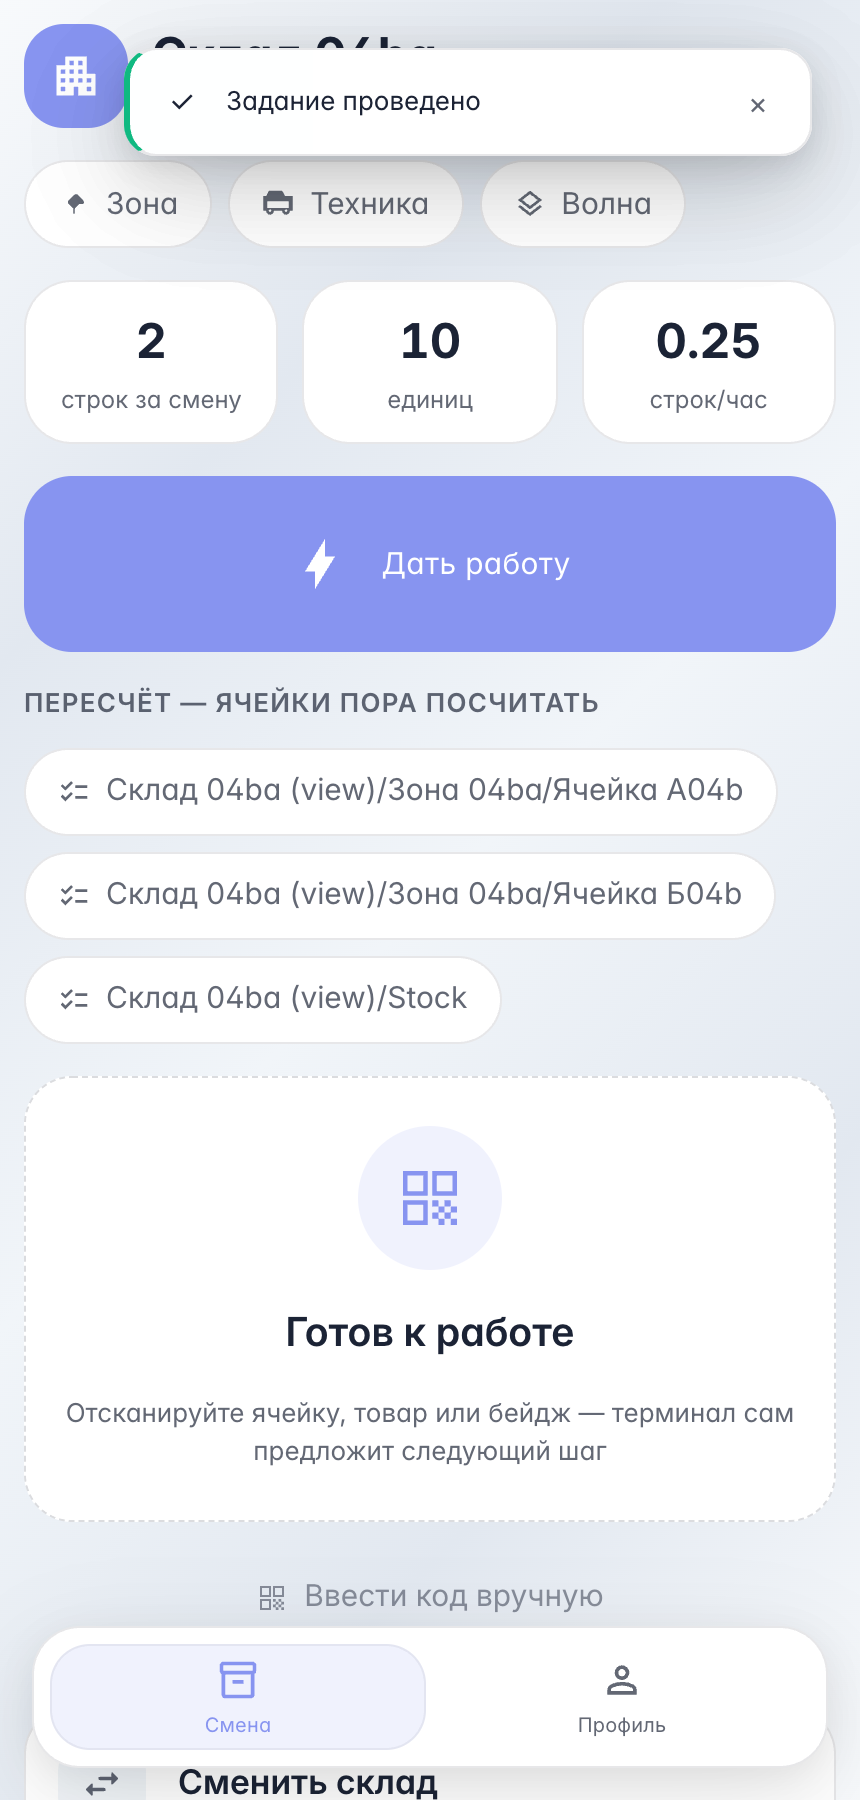 Склад 04ba
Задание проведено
Зона
Техника
Волна
2
строк за смену
10
единиц
0.25
строк/час
Дать работу
ПЕРЕСЧЁТ — ЯЧЕЙКИ ПОРА ПОСЧИТАТЬ
Склад 04ba (view)/Зона 04ba/Ячейка А04b
Склад 04ba (view)/Зона 04ba/Ячейка Б04b
Склад 04ba (view)/Stock
Готов к работе
Отсканируйте ячейку, товар или бейдж — терминал сам
предложит следующий шаг
Ввести код вручную
Смена
Профиль
Сменить склад